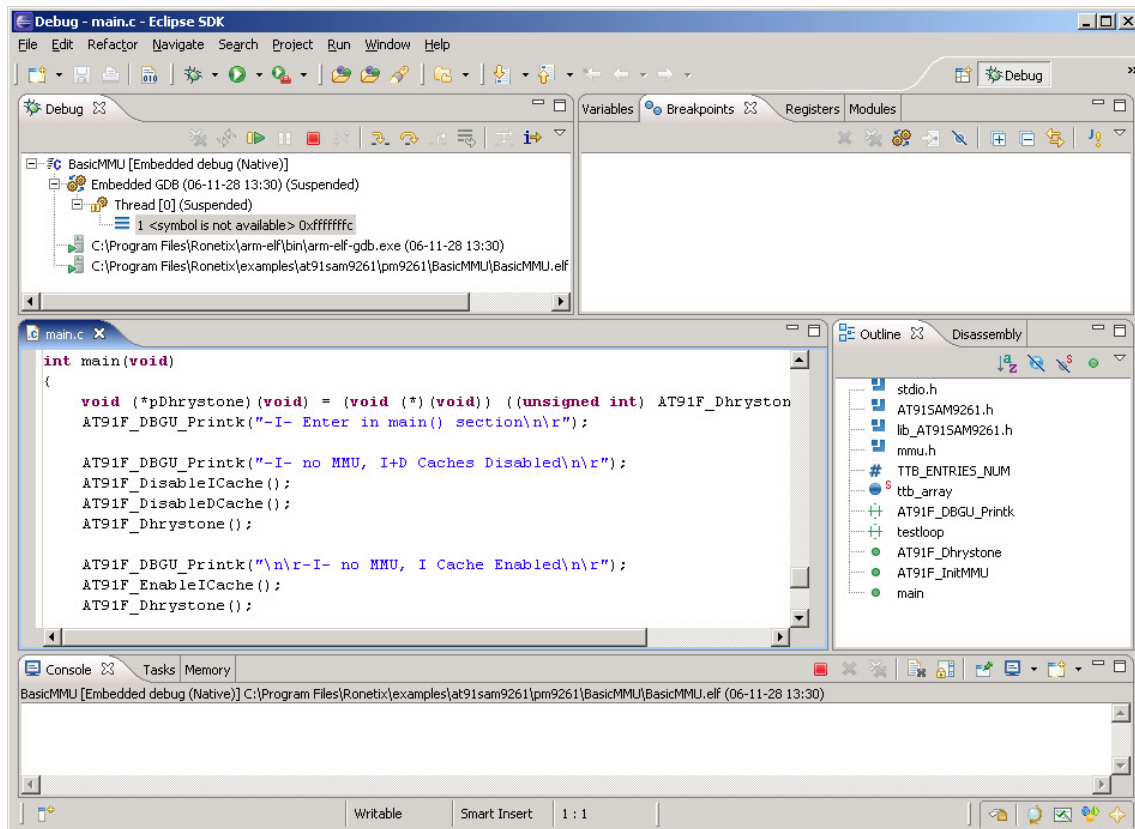 Debug - main.c - Eclipse SDK
File Edit Refactor Navigate Search Project Run Window Help
Debug
Debug
Variables Breakpoints Registers Modules
BasicMMU [Embedded debug (Native)]
Embedded GDB (06-11-28 13:30) (Suspended)
Thread [0] (Suspended)
1 <symbol is not available> 0xfffffffc
C:\Program Files\Ronetix\arm-elf\bin\arm-elf-gdb.exe (06-11-28 13:30)
C:\Program Files\Ronetix\examples\at91sam9261\pm9261\BasicMMU\BasicMMU.elf
main.c
int main(void)
{
void (*pDhrystone)(void) = (void (*)(void)) ((unsigned int) AT91F_Dhryston
AT91F_DBGU_Printk("-I- Enter in main() section\n\r");
AT91F_DBGU_Printk("-I- no MMU, I+D Caches Disabled\n\r");
AT91F_DisableICache();
AT91F_DisableDCache();
AT91F_Dhrystone();
AT91F_DBGU_Printk("\n\r-I- no MMU, I Cache Enabled\n\r");
AT91F_EnableICache();
AT91F_Dhrystone();
Outline Disassembly
stdio.h
AT91SAM9261.h
lib_AT91SAM9261.h
mmu.h
TTB_ENTRIES_NUM
ttb_array
AT91F_DBGU_Printk
testloop
AT91F_Dhrystone
AT91F_InitMMU
main
Console Tasks Memory
BasicMMU [Embedded debug (Native)] C:\Program Files\Ronetix\examples\at91sam9261\pm9261\BasicMMU\BasicMMU.elf (06-11-28 13:30)
Writable Smart Insert 1 : 1